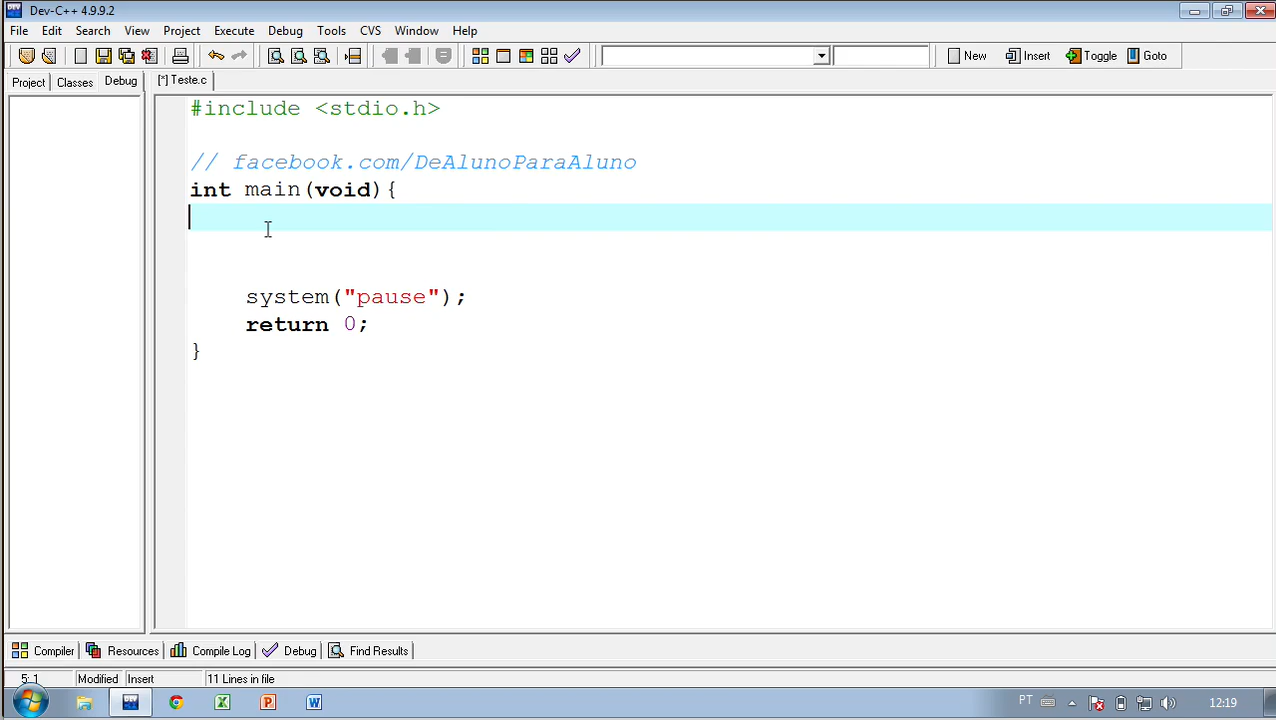 Dev-C++ 4.9.9.2
File Edit Search View Project Execute Debug Tools CVS Window Help
New Insert Toggle Goto
Project Classes Debug [*] Teste.c
#include <stdio.h>
// facebook.com/DeAlunoParaAluno
int main(void){
system("pause");
return 0;
}
Compiler Resources Compile Log Debug Find Results
5: 1 Modified Insert 11 Lines in file
PT 12:19